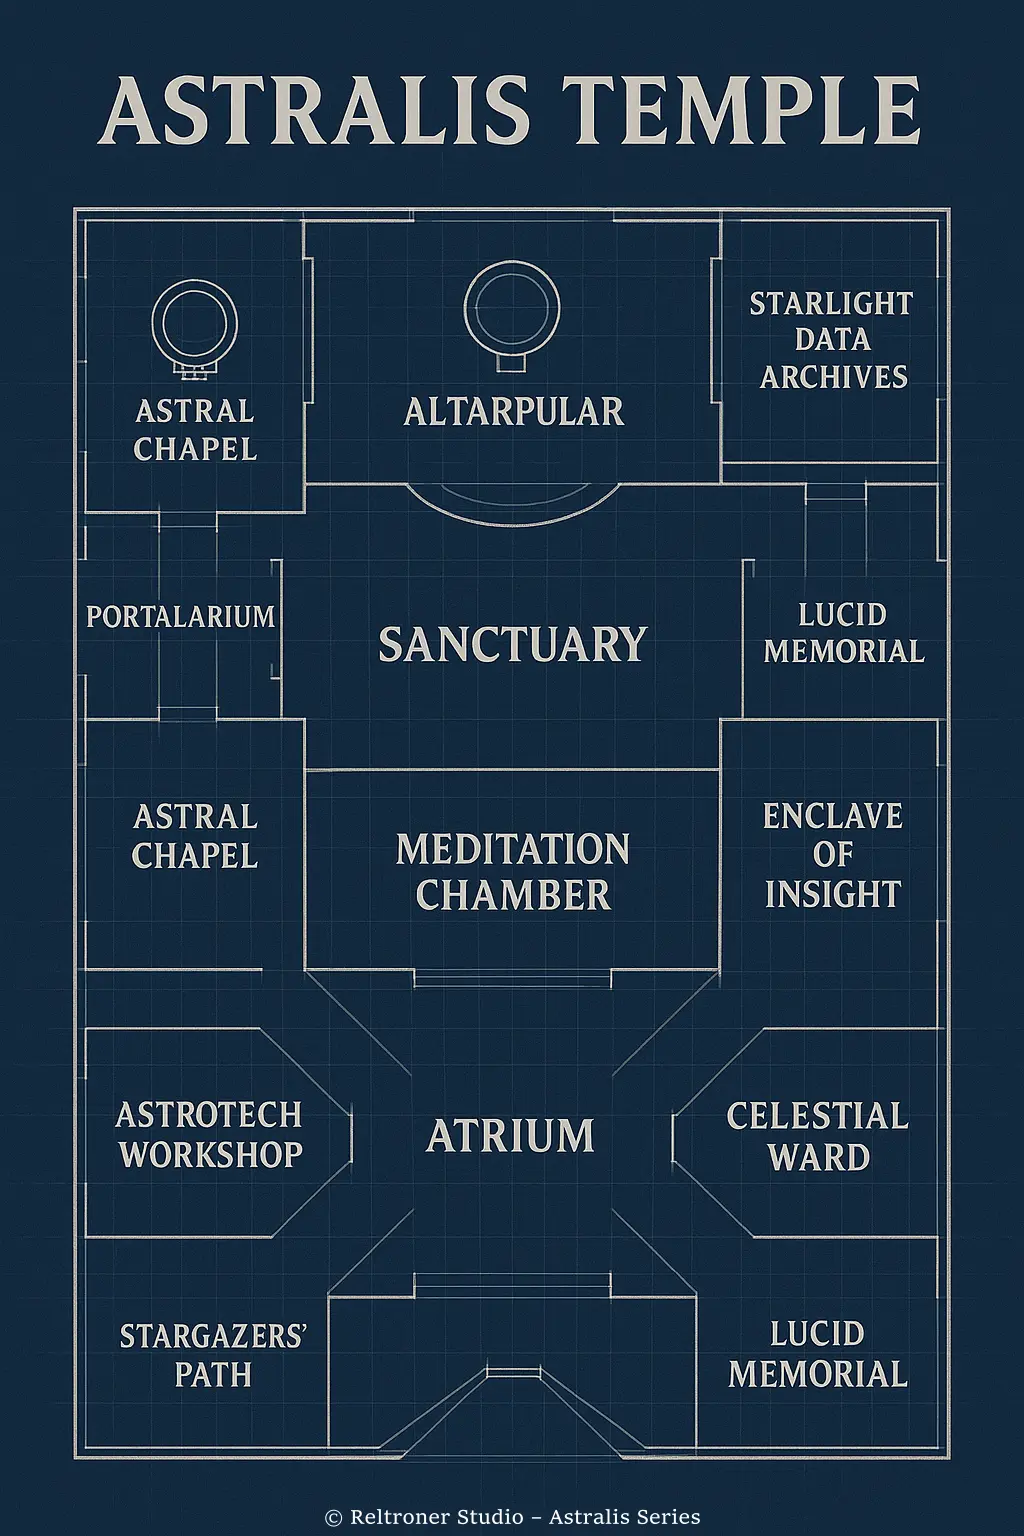 ASTRALIS TEMPLE
ASTRAL
CHAPEL
ALTARPULAR
STARLIGHT
DATA
ARCHIVES
PORTALARIUM
SANCTUARY
LUCID
MEMORIAL
ASTRAL
CHAPEL
MEDITATION
CHAMBER
ENCLAVE
OF
INSIGHT
ASTROTECH
WORKSHOP
ATRIUM
CELESTIAL
WARD
STARGAZERS’
PATH
LUCID
MEMORIAL
© Reltroner Studio – Astralis Series